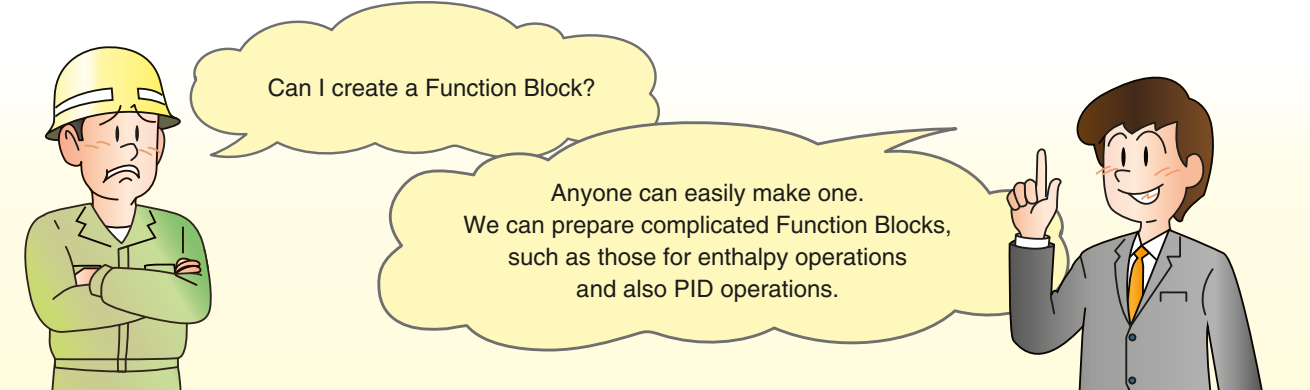 Can I create a Function Block?
Anyone can easily make one.
We can prepare complicated Function Blocks,
such as those for enthalpy operations
and also PID operations.